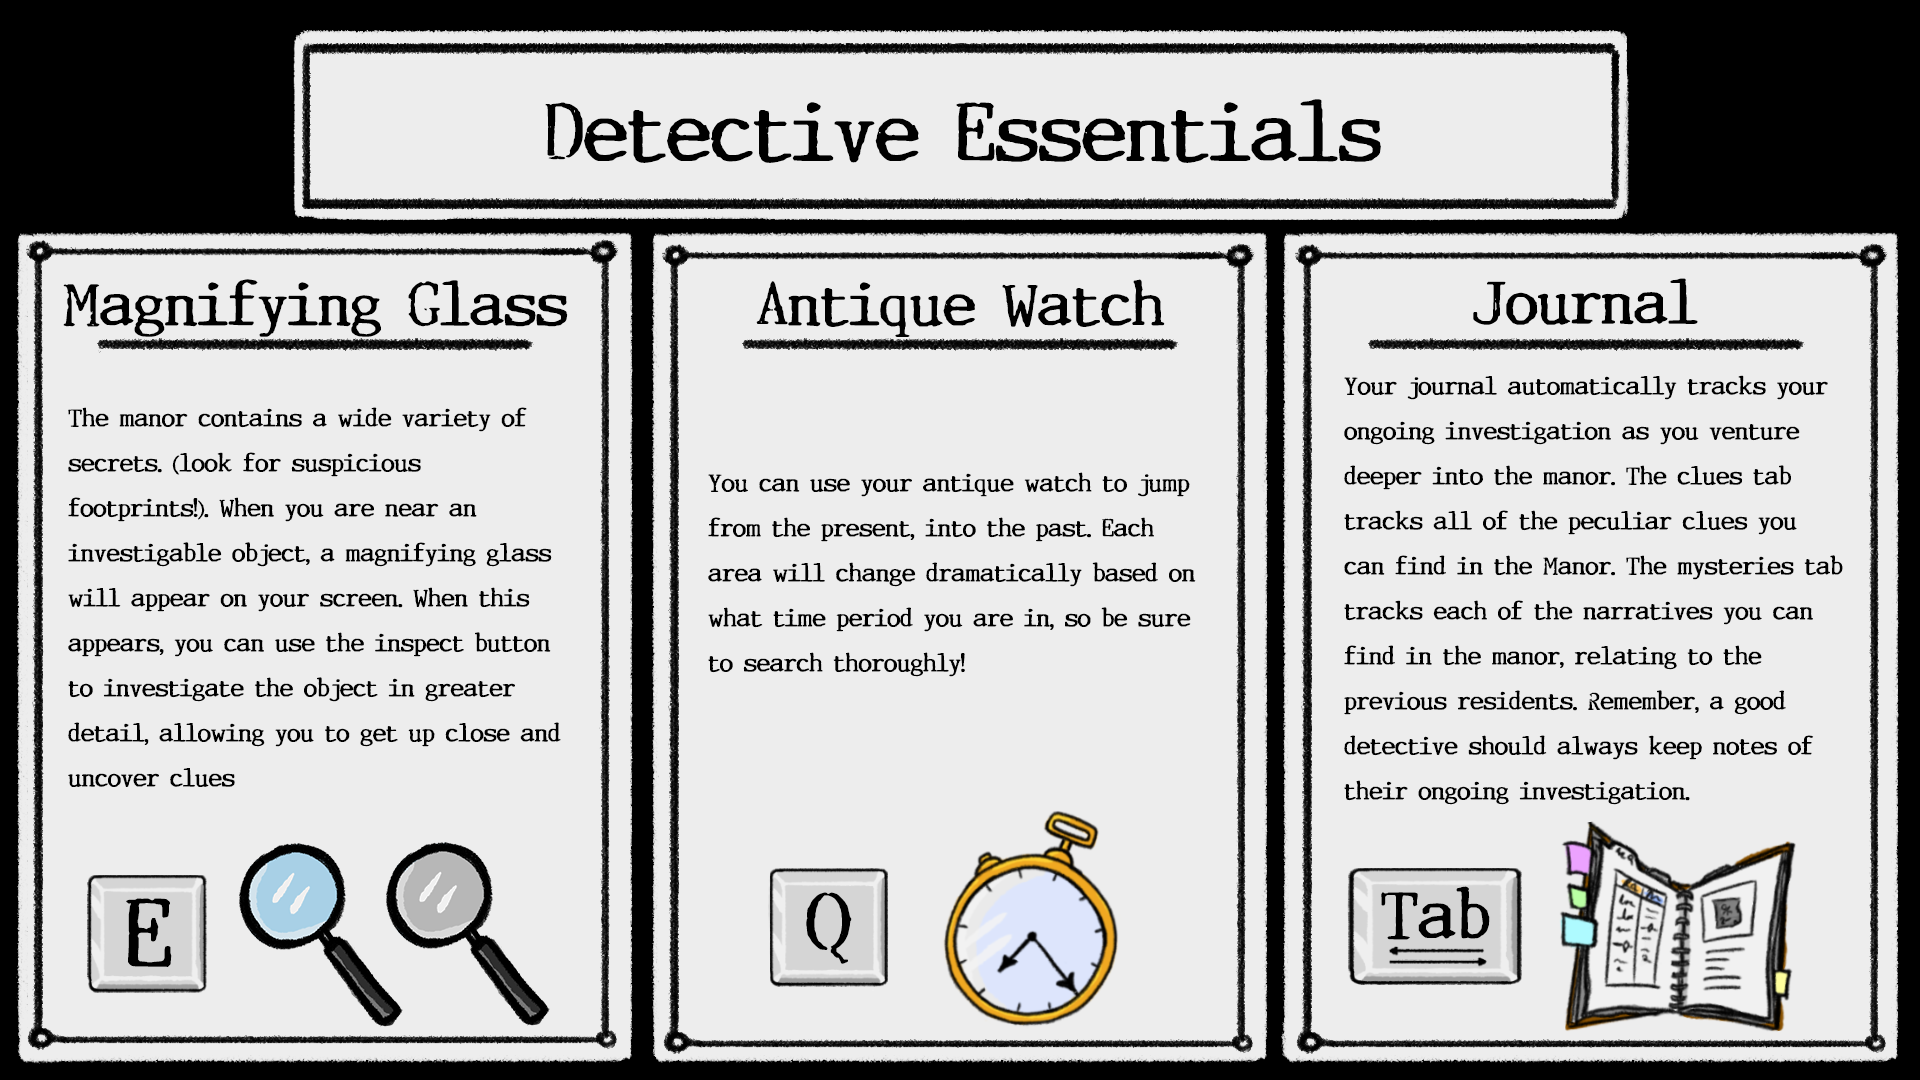 Detective Essentials
Magnifying Glass
The manor contains a wide variety of
secrets. (look for suspicious
footprints!). When you are near an
investigable object, a magnifying glass
will appear on your screen. When this
appears, you can use the inspect button
to investigate the object in greater
detail, allowing you to get up close and
uncover clues
E
Antique Watch
You can use your antique watch to jump
from the present, into the past. Each
area will change dramatically based on
what time period you are in, so be sure
to search thoroughly!
Q
Journal
Your journal automatically tracks your
ongoing investigation as you venture
deeper into the manor. The clues tab
tracks all of the peculiar clues you
can find in the Manor. The mysteries tab
tracks each of the narratives you can
find in the manor, relating to the
previous residents. Remember, a good
detective should always keep notes of
their ongoing investigation.
Tab